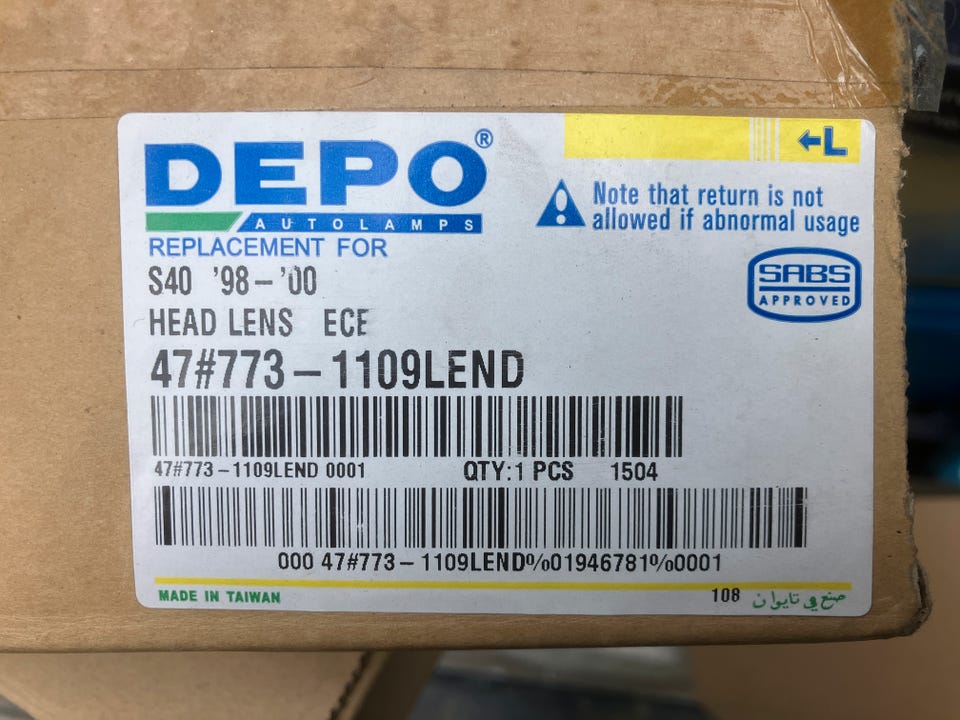 DEPO®
AUTOLAMPS
REPLACEMENT FOR
←L
Note that return is not
allowed if abnormal usage
SABS
APPROVED
S40 '98-'00
HEAD LENS ECE
47#773-1109LEND
47#773-1109LEND 0001 QTY:1 PCS 1504
000 47#773-1109LEND%01946781%0001
MADE IN TAIWAN 108 صنع في تايوان